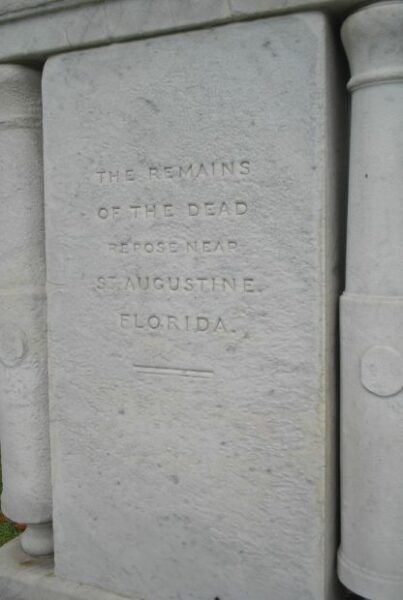 THE REMAINS
OF THE DEAD
REPOSE NEAR
ST. AUGUSTINE.
FLORIDA.